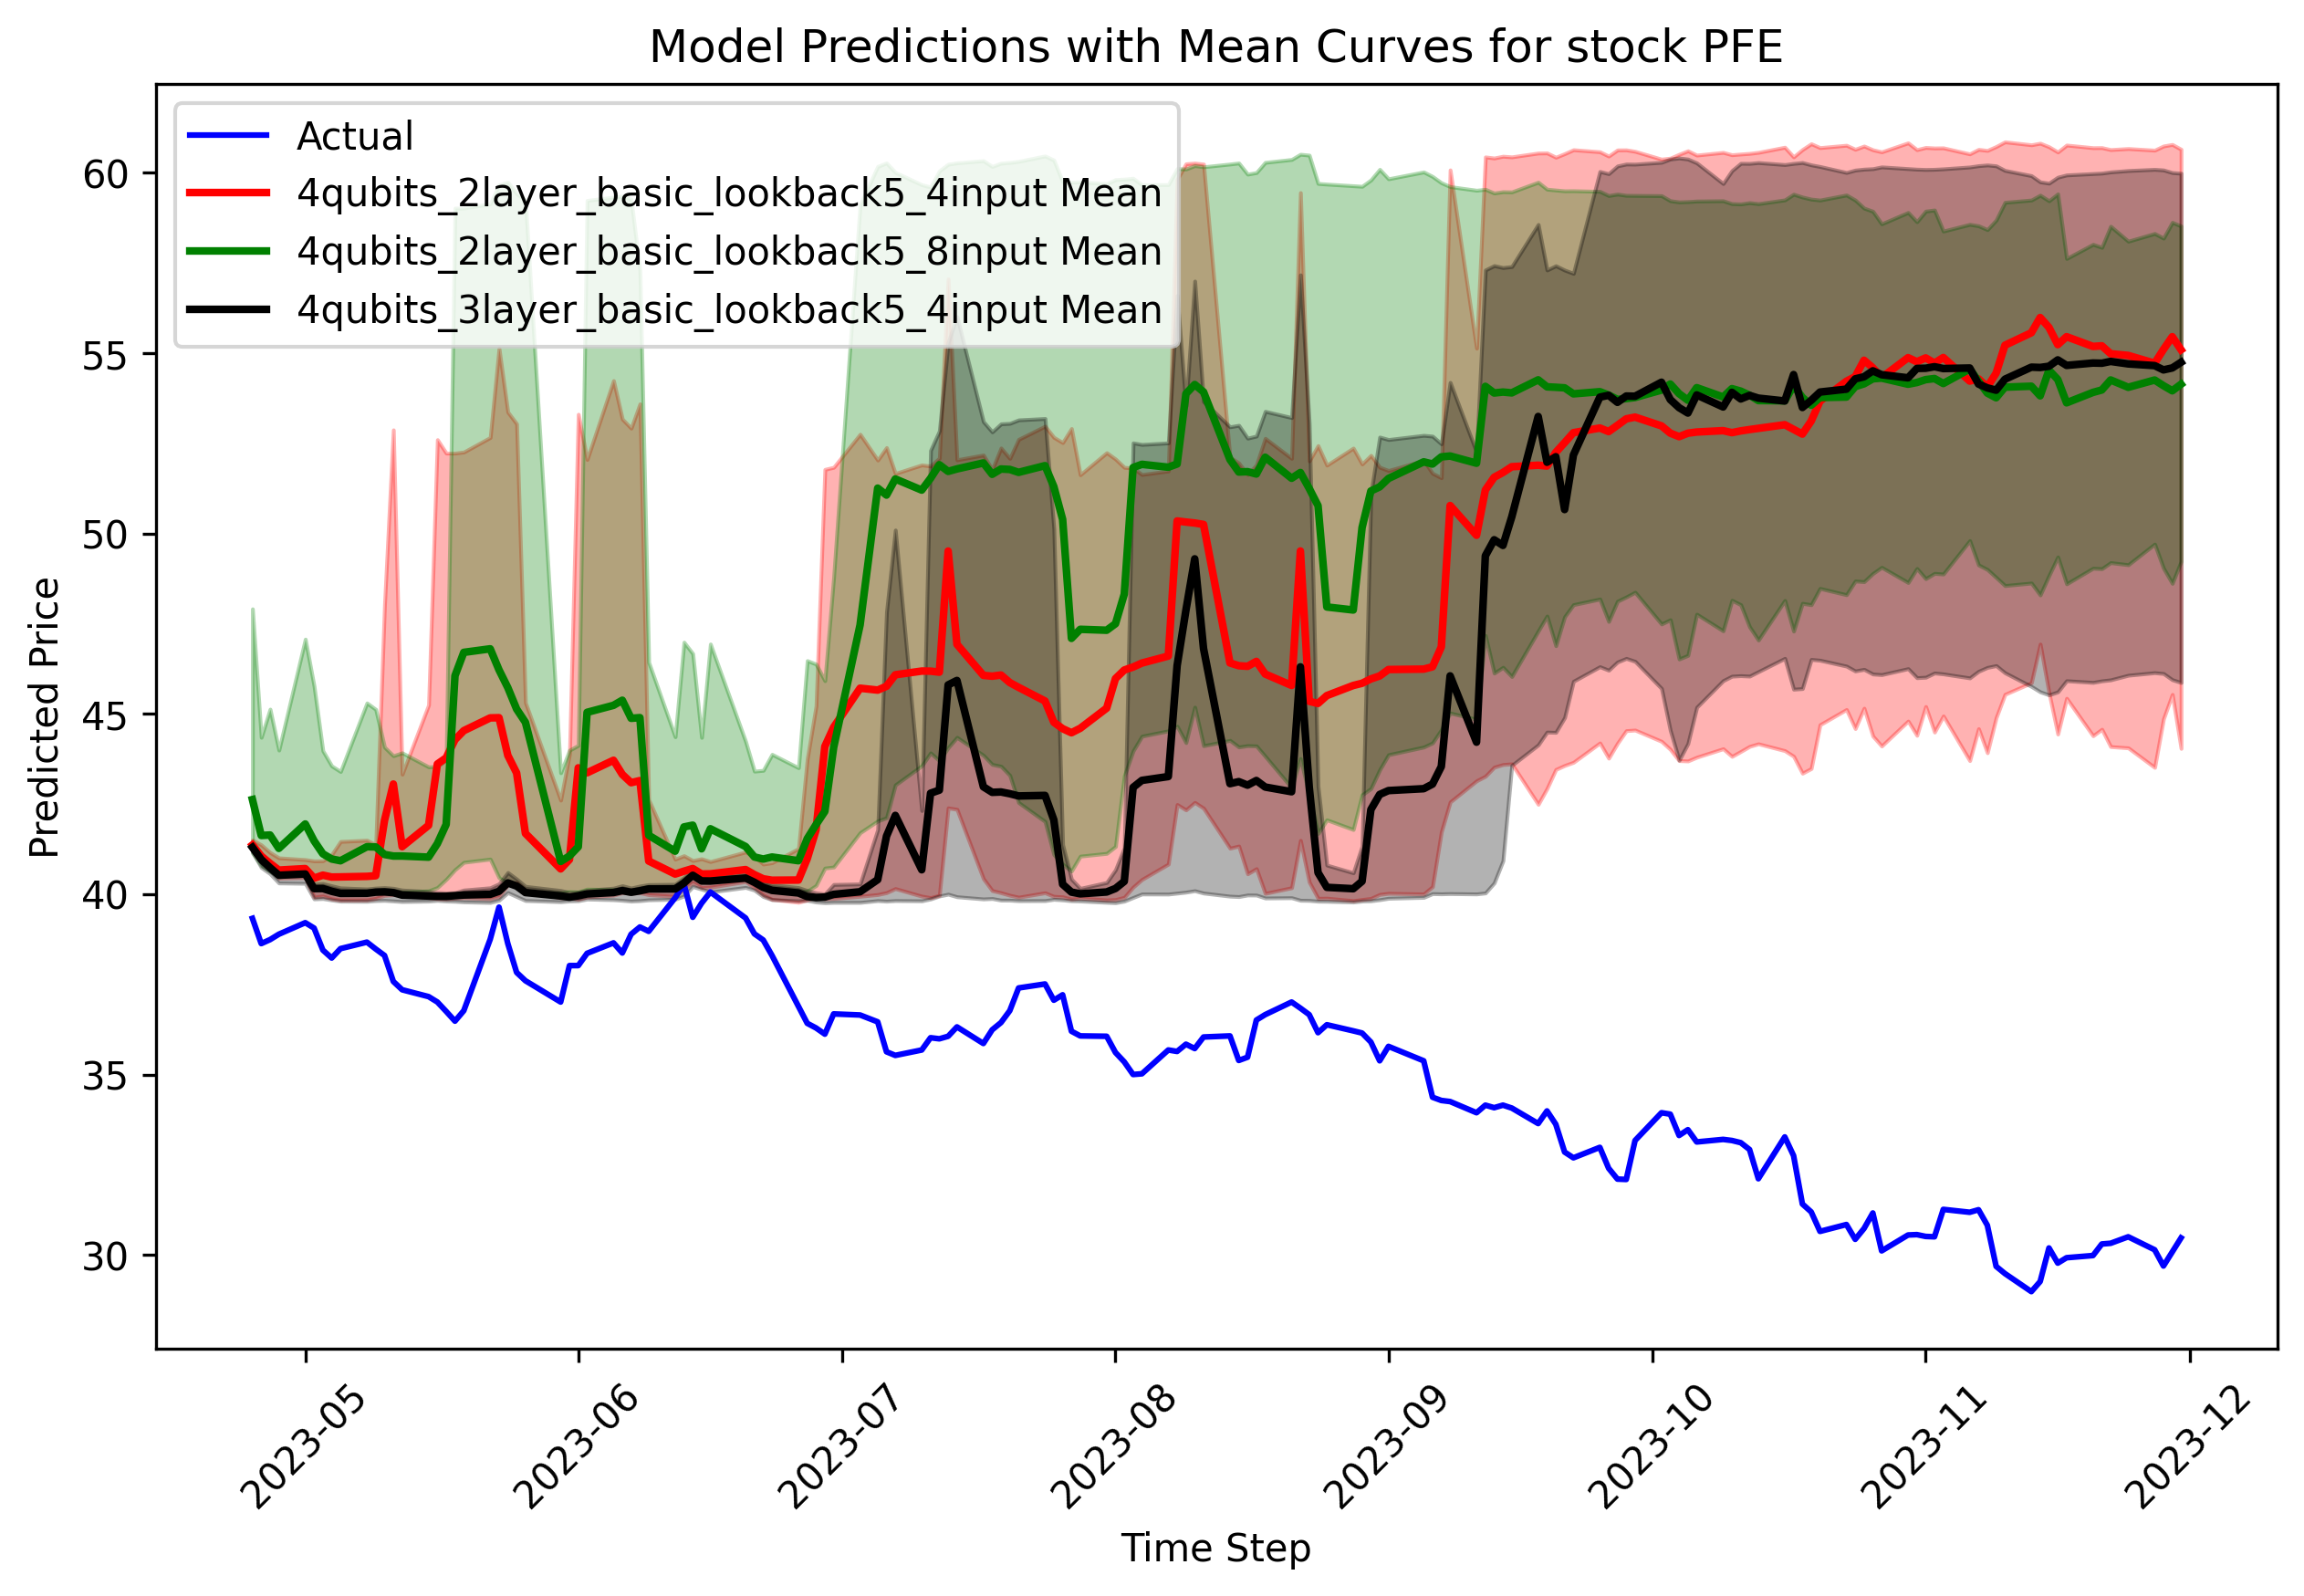 Model Predictions with Mean Curves for stock PFE
Actual
4qubits_2layer_basic_lookback5_4input Mean
4qubits_2layer_basic_lookback5_8input Mean
4qubits_3layer_basic_lookback5_4input Mean
Predicted Price
60
55
50
45
40
35
30
2023-05
2023-06
2023-07
2023-08
2023-09
2023-10
2023-11
2023-12
Time Step